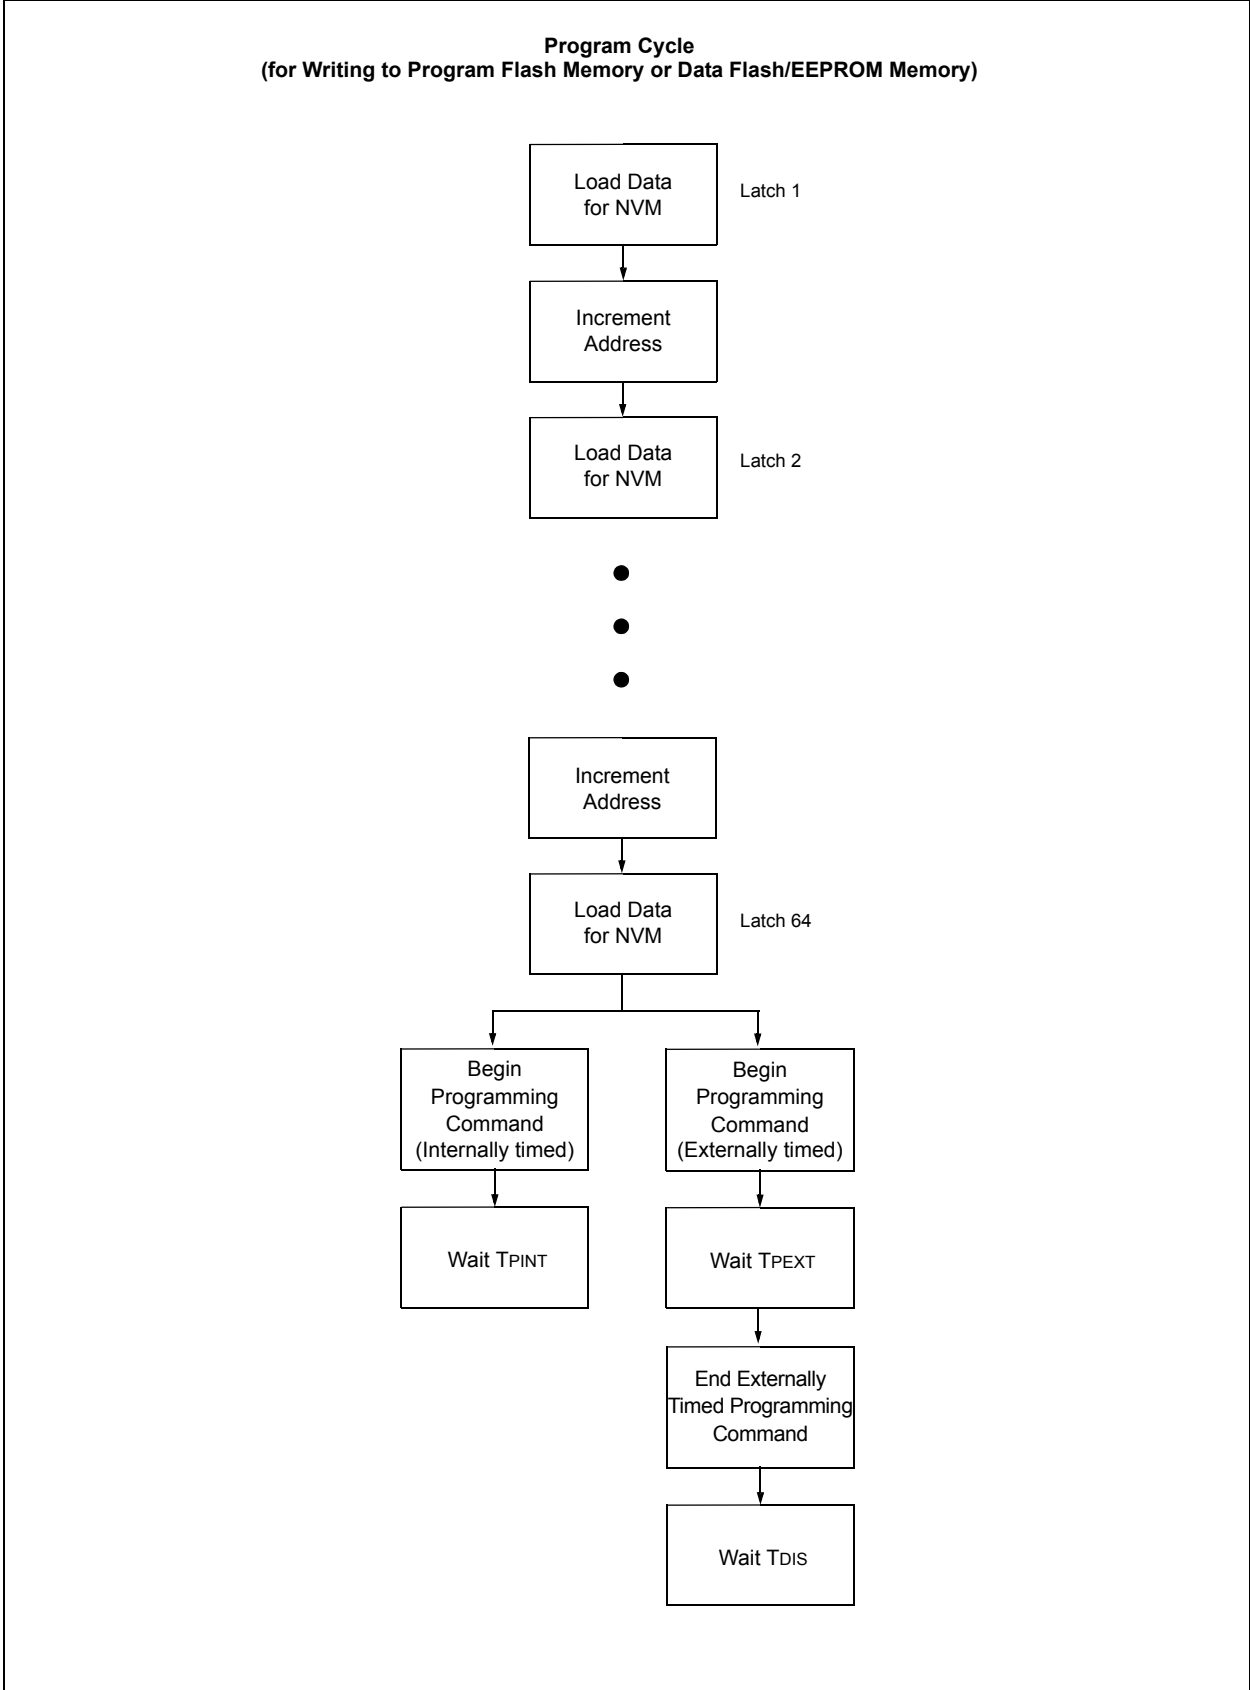 Program Cycle
(for Writing to Program Flash Memory or Data Flash/EEPROM Memory)
Load Data
for NVM
Latch 1
Increment
Address
Load Data
for NVM
Latch 2
Increment
Address
Load Data
for NVM
Latch 64
Begin
Programming
Command
(Internally timed)
Begin
Programming
Command
(Externally timed)
Wait TPINT
Wait TPEXT
End Externally
Timed Programming
Command
Wait TDIS